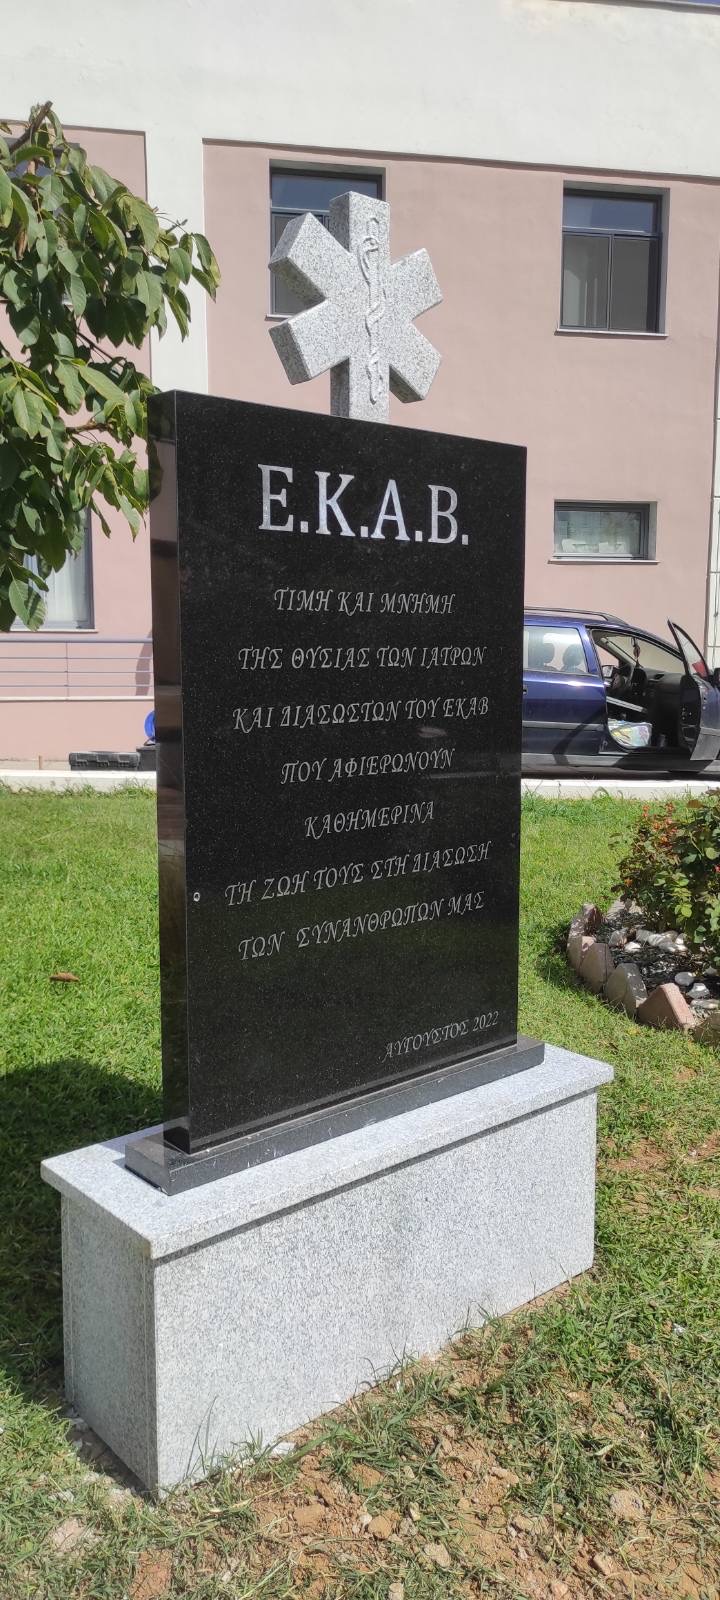 Ε.Κ.Α.Β.
ΤΙΜΗ ΚΑΙ ΜΝΗΜΗ
ΤΗΣ ΘΥΣΙΑΣ ΤΩΝ ΙΑΤΡΩΝ
ΚΑΙ ΔΙΑΣΩΣΤΩΝ ΤΟΥ ΕΚΑΒ
ΠΟΥ ΑΦΙΕΡΩΝΟΥΝ
ΚΑΘΗΜΕΡΙΝΑ
ΤΗ ΖΩΗ ΤΟΥΣ ΣΤΗ ΔΙΑΣΩΣΗ
ΤΩΝ ΣΥΝΑΝΘΡΩΠΩΝ ΜΑΣ
ΑΥΓΟΥΣΤΟΣ 2022